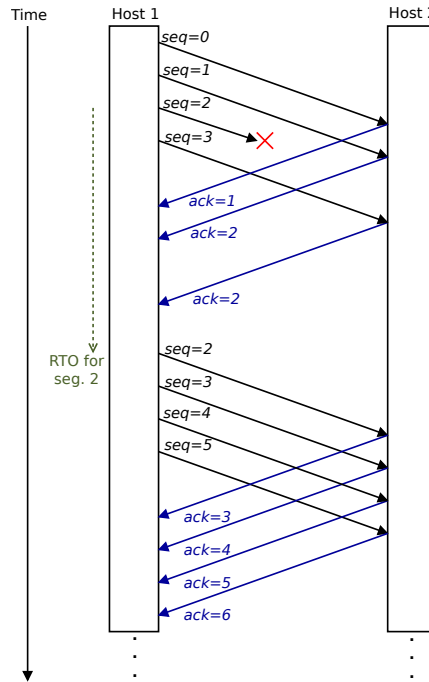 Time
Host 1
Host 2
seq=0
seq=1
seq=2
seq=3
ack=1
ack=2
ack=2
RTO for
seg. 2
seq=2
seq=3
seq=4
seq=5
ack=3
ack=4
ack=5
ack=6